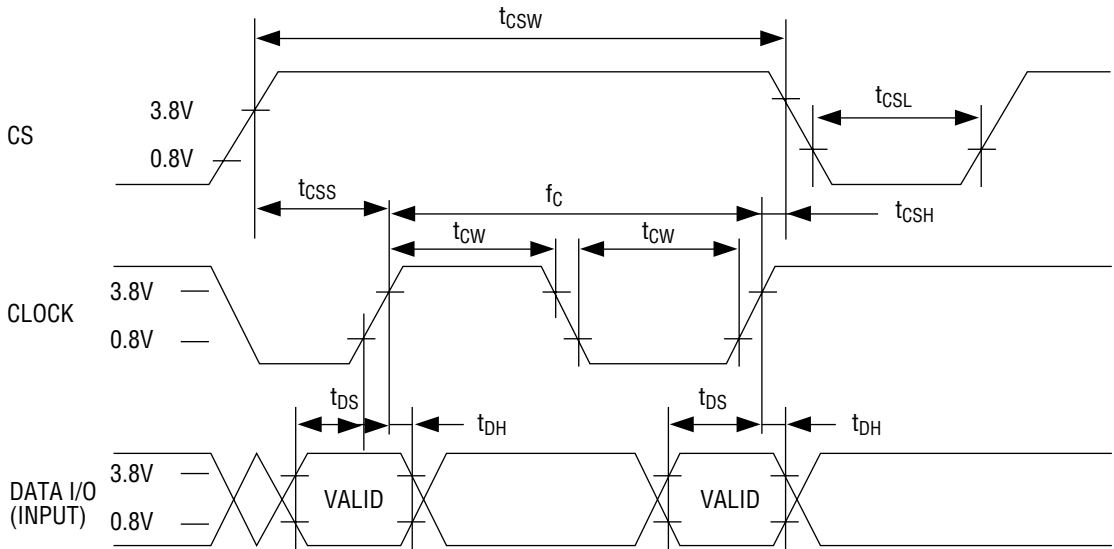 tCSW
CS
3.8V
0.8V
tCSL
tCSS
fC
tCSH
tCW
tCW
CLOCK
3.8V
0.8V
tDS
tDH
tDS
tDH
DATA I/O
(INPUT)
3.8V
0.8V
VALID
VALID